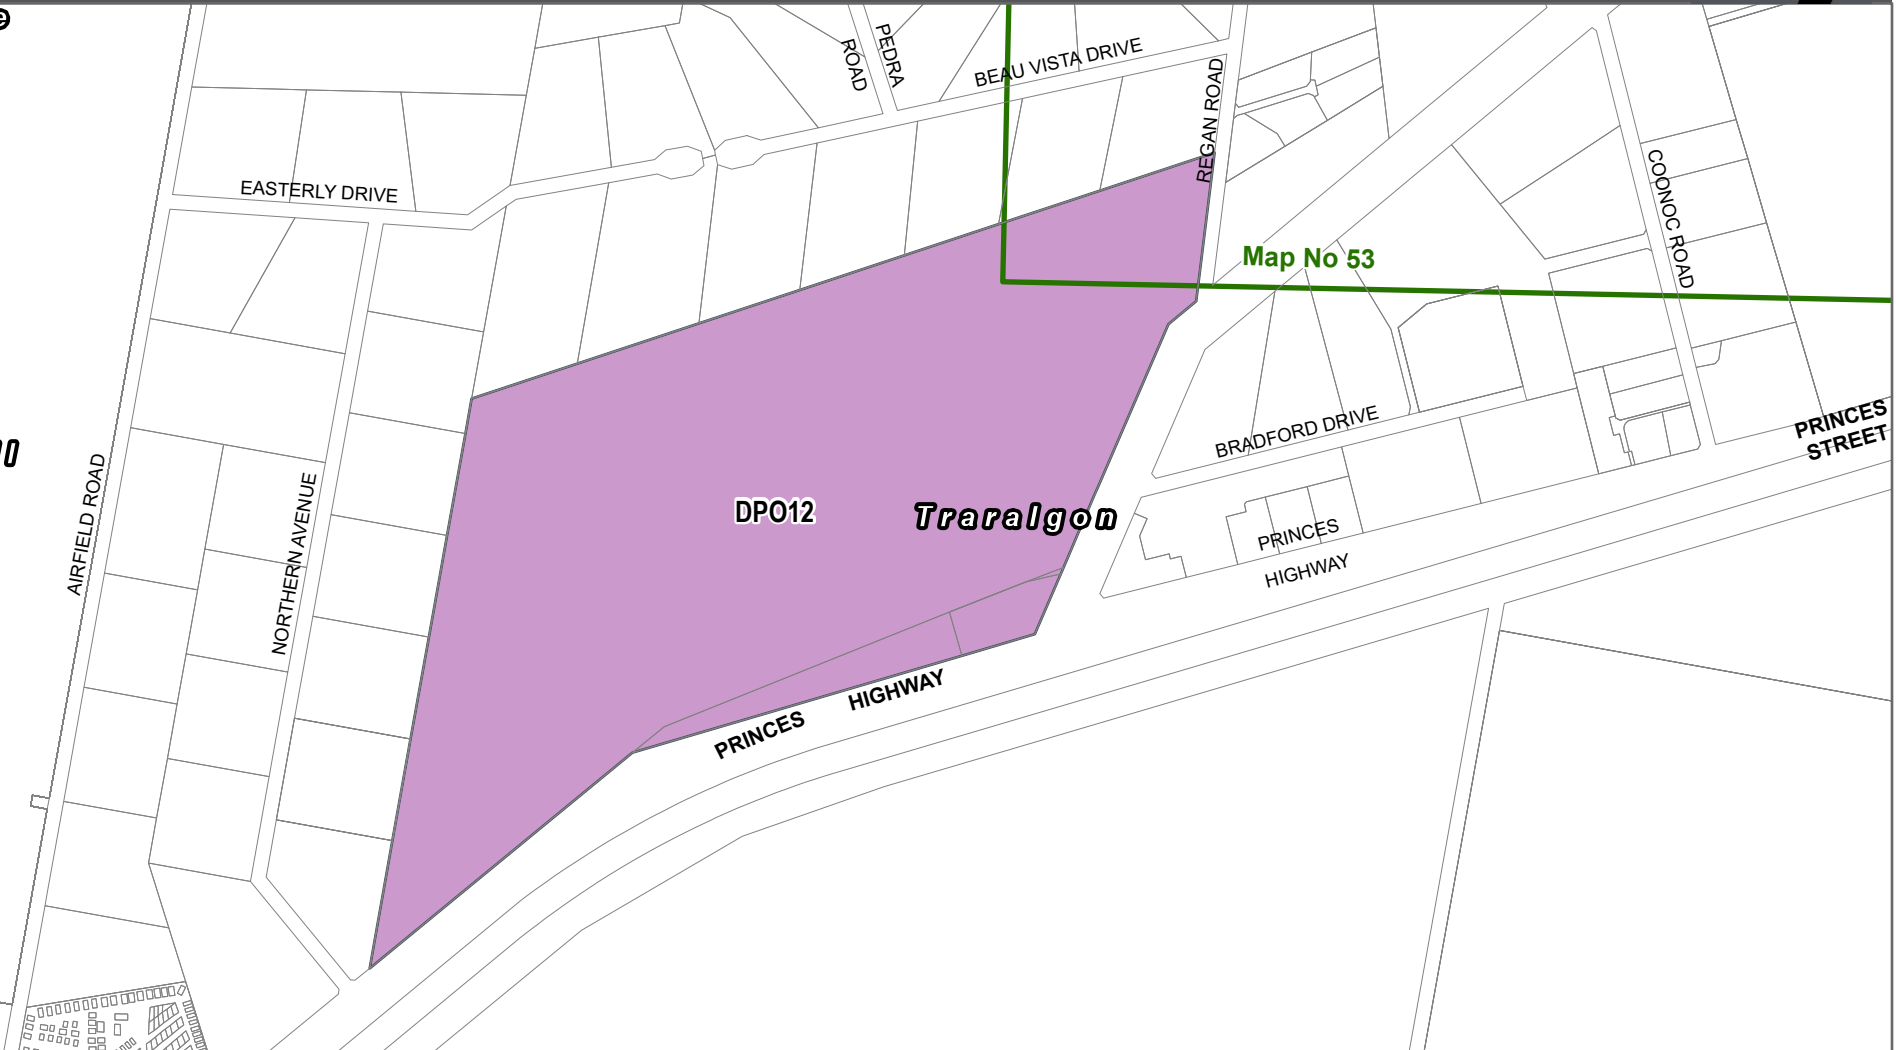 PEDRA
ROAD
BEAU VISTA DRIVE
REGAN ROAD
EASTERLY DRIVE
COONOC ROAD
Map No 53
PRINCES
STREET
BRADFORD DRIVE
AIRFIELD ROAD
NORTHERN AVENUE
DPO12
Traralgon
PRINCES
HIGHWAY
PRINCES
HIGHWAY